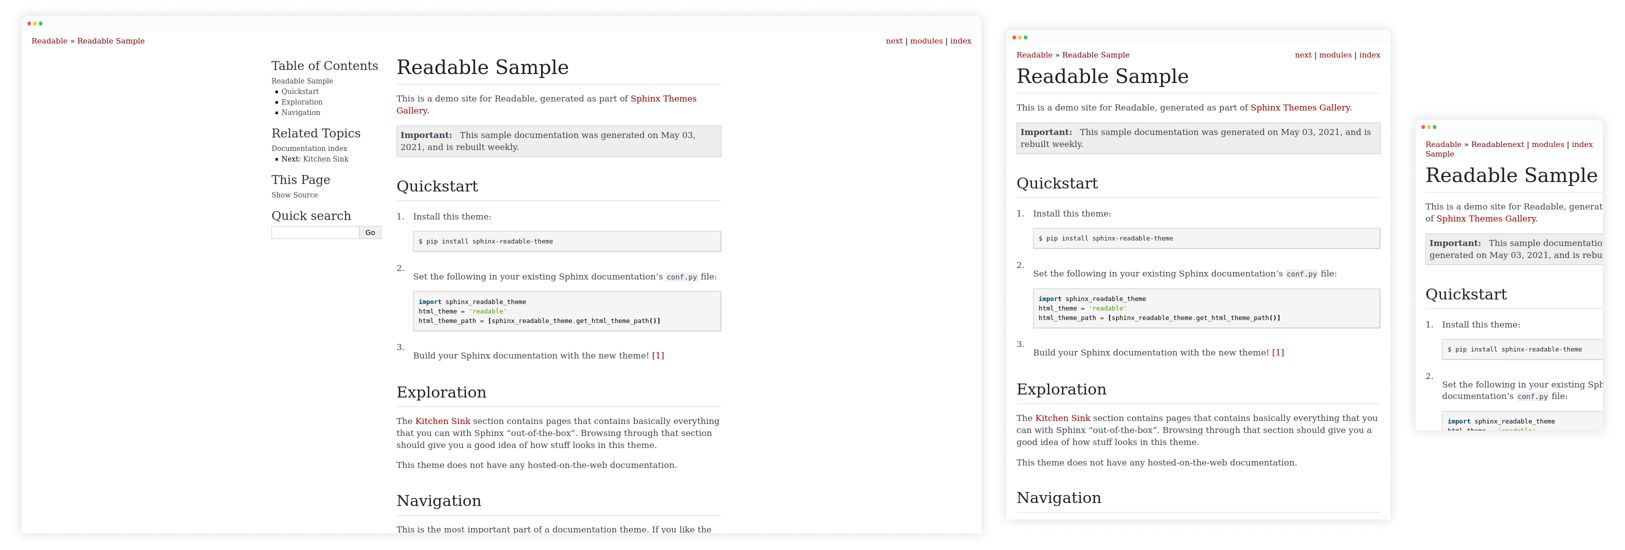 Readable » Readable Sample
next | modules | index
Table of Contents
Readable Sample
Quickstart
Exploration
Navigation
Related Topics
Documentation index
Next: Kitchen Sink
This Page
Show Source
Quick search
Go
Readable Sample
This is a demo site for Readable, generated as part of Sphinx Themes
Gallery.
Important: This sample documentation was generated on May 03,
2021, and is rebuilt weekly.
Quickstart
1. Install this theme:
$ pip install sphinx-readable-theme
2.
Set the following in your existing Sphinx documentation’s conf.py file:
import sphinx_readable_theme
html_theme = 'readable'
html_theme_path = [sphinx_readable_theme.get_html_theme_path()]
3.
Build your Sphinx documentation with the new theme! [1]
Exploration
The Kitchen Sink section contains pages that contains basically everything
that you can with Sphinx “out-of-the-box”. Browsing through that section
should give you a good idea of how stuff looks in this theme.
This theme does not have any hosted-on-the-web documentation.
Navigation
This is the most important part of a documentation theme. If you like the
Readable » Readable Sample
next | modules | index
Readable Sample
This is a demo site for Readable, generated as part of Sphinx Themes Gallery.
Important: This sample documentation was generated on May 03, 2021, and is
rebuilt weekly.
Quickstart
1. Install this theme:
$ pip install sphinx-readable-theme
2.
Set the following in your existing Sphinx documentation’s conf.py file:
import sphinx_readable_theme
html_theme = 'readable'
html_theme_path = [sphinx_readable_theme.get_html_theme_path()]
3.
Build your Sphinx documentation with the new theme! [1]
Exploration
The Kitchen Sink section contains pages that contains basically everything that you
can with Sphinx “out-of-the-box”. Browsing through that section should give you a
good idea of how stuff looks in this theme.
This theme does not have any hosted-on-the-web documentation.
Navigation
Readable » Readable
next | modules | index
Sample
Readable Sample
This is a demo site for Readable, generat
of Sphinx Themes Gallery.
Important: This sample documentatio
generated on May 03, 2021, and is rebu
Quickstart
1. Install this theme:
$ pip install sphinx-readable-theme
2.
Set the following in your existing Sph
documentation’s conf.py file:
import sphinx_readable_theme